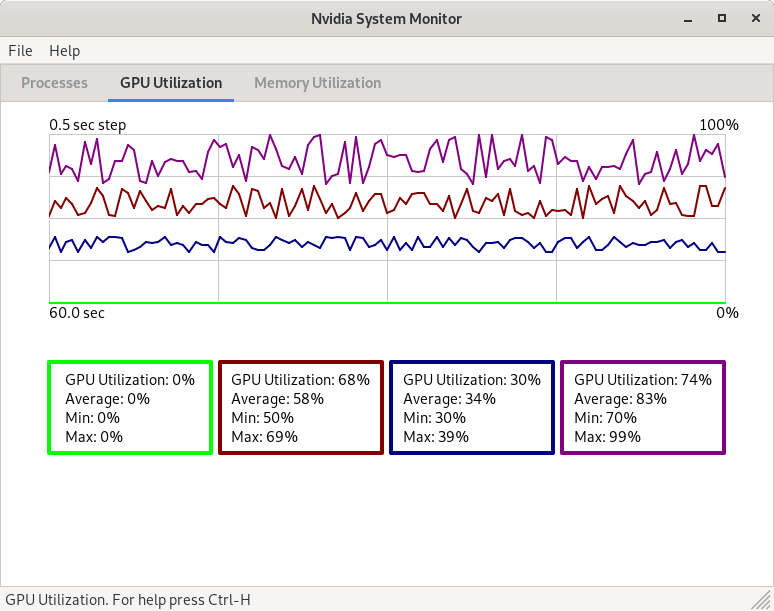 Nvidia System Monitor
File Help
Processes GPU Utilization Memory Utilization
0.5 sec step 100%
60.0 sec 0%
GPU Utilization: 0%
Average: 0%
Min: 0%
Max: 0%
GPU Utilization: 68%
Average: 58%
Min: 50%
Max: 69%
GPU Utilization: 30%
Average: 34%
Min: 30%
Max: 39%
GPU Utilization: 74%
Average: 83%
Min: 70%
Max: 99%
GPU Utilization. For help press Ctrl-H